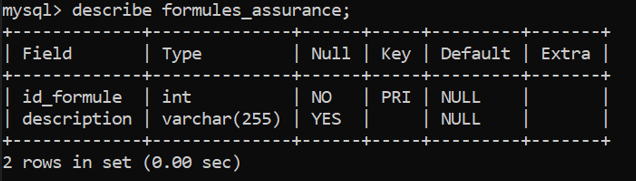 mysql> describe formules_assurance;
+-------------+--------------+------+-----+---------+-------+
| Field       | Type         | Null | Key | Default | Extra |
+-------------+--------------+------+-----+---------+-------+
| id_formule  | int          | NO   | PRI | NULL    |       |
| description | varchar(255) | YES  |     | NULL    |       |
+-------------+--------------+------+-----+---------+-------+
2 rows in set (0.00 sec)